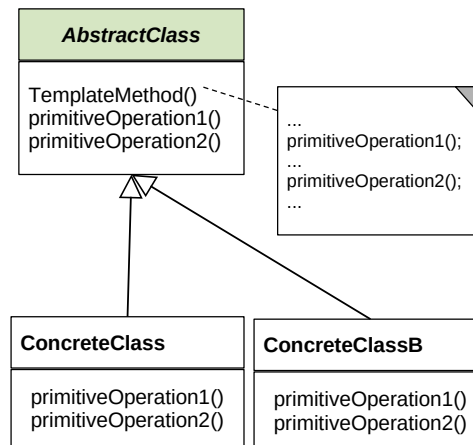 AbstractClass
TemplateMethod()
primitiveOperation1()
primitiveOperation2()
...
primitiveOperation1();
...
primitiveOperation2();
...
ConcreteClass
primitiveOperation1()
primitiveOperation2()
ConcreteClassB
primitiveOperation1()
primitiveOperation2()